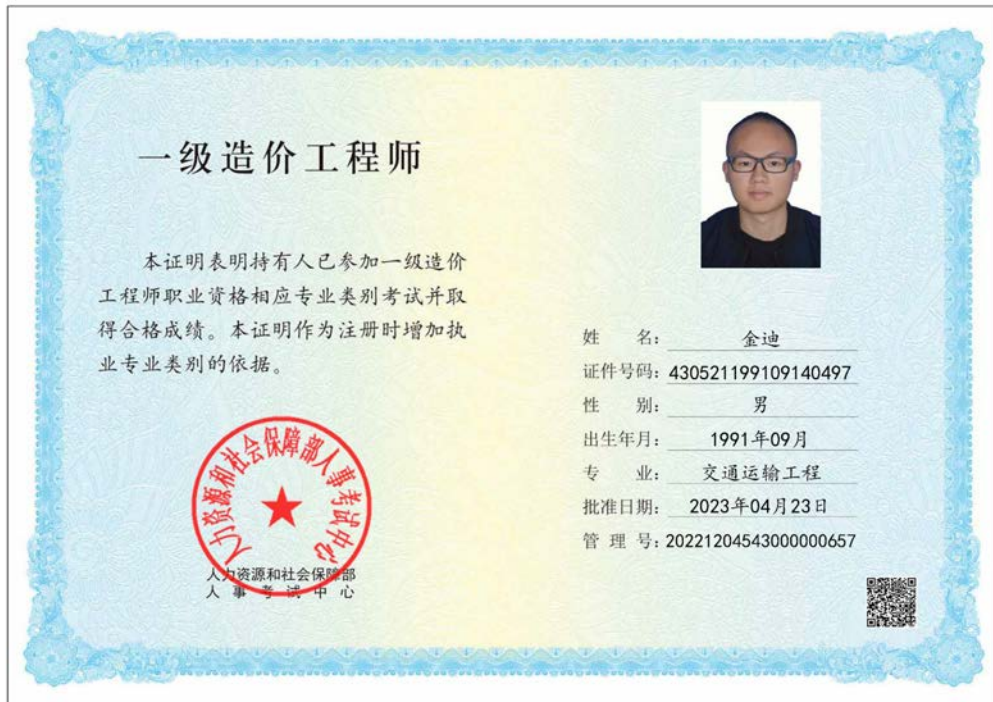 一级造价工程师
本证明表明持有人已参加一级造价
工程师职业资格相应专业类别考试并取
得合格成绩。本证明作为注册时增加执
业专业类别的依据。
人力资源和社会保障部人事考试中心
人力资源和社会保障部
人事考试中心
姓 名: 金迪
证件号码: 430521199109140497
性 别: 男
出生年月: 1991年09月
专 业: 交通运输工程
批准日期: 2023年04月23日
管 理 号: 20221204543000000657